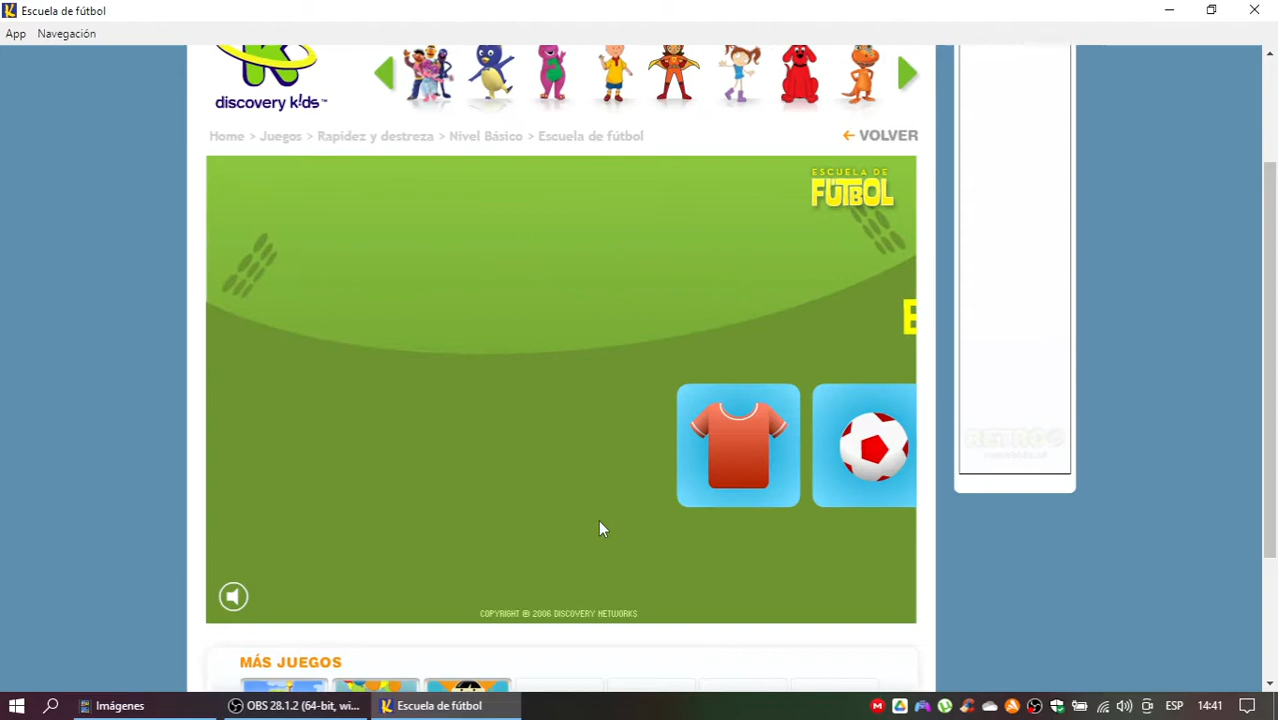 Escuela de fútbol
App Navegación
discovery k!ds™
Home > Juegos > Rapidez y destreza > Nivel Básico > Escuela de fútbol
← VOLVER
ESCUELA DE
FÚTBOL
E
RETRO
COPYRIGHT © 2006 DISCOVERY NETWORKS
MÁS JUEGOS
Imágenes
OBS 28.1.2 (64-bit, wi...
Escuela de fútbol
ESP
14:41